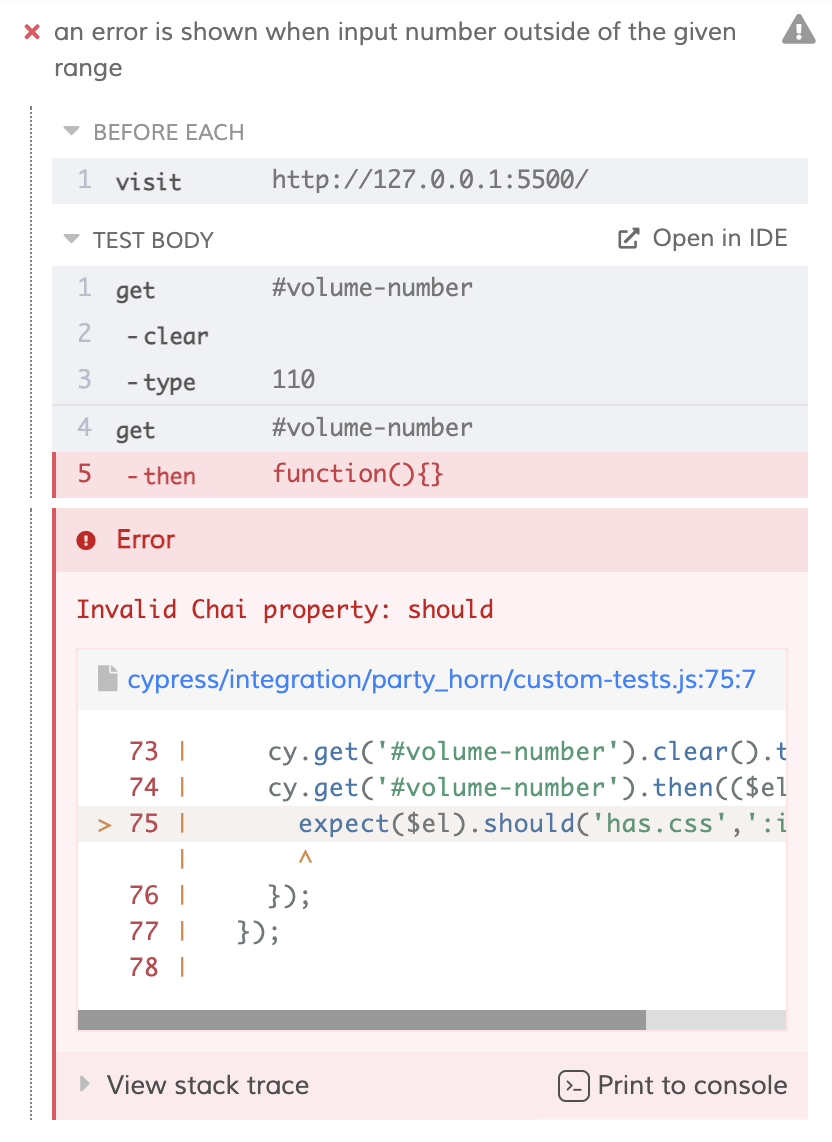 × an error is shown when input number outside of the given
range
BEFORE EACH
1 visit http://127.0.0.1:5500/
TEST BODY Open in IDE
1 get #volume-number
2 -clear
3 -type 110
4 get #volume-number
5 -then function(){}
Error
Invalid Chai property: should
cypress/integration/party_horn/custom-tests.js:75:7
73 | cy.get('#volume-number').clear().t
74 | cy.get('#volume-number').then(($el
> 75 | expect($el).should('has.css',':i
| ^
76 | });
77 | });
78 |
View stack trace >_ Print to console